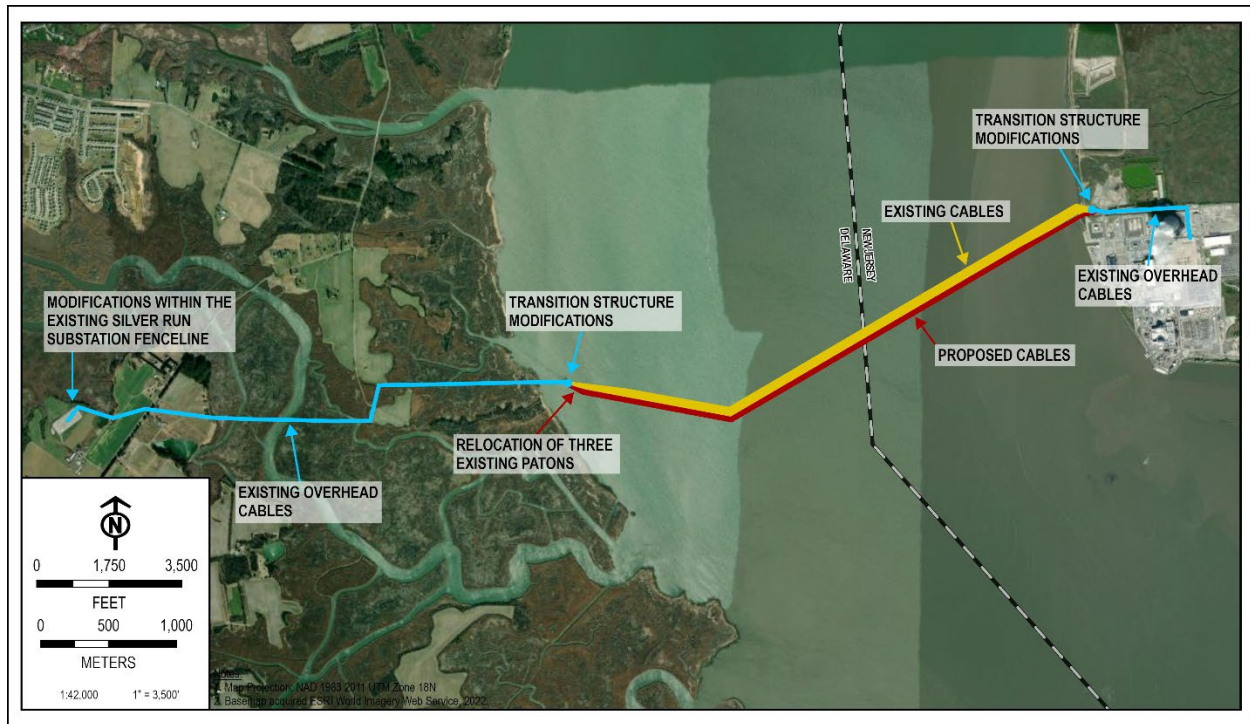 TRANSITION STRUCTURE
MODIFICATIONS
EXISTING CABLES
NEW JERSEY
DELAWARE
EXISTING OVERHEAD
CABLES
MODIFICATIONS WITHIN THE
EXISTING SILVER RUN
SUBSTATION FENCELINE
TRANSITION STRUCTURE
MODIFICATIONS
PROPOSED CABLES
RELOCATION OF THREE
EXISTING PATONS
EXISTING OVERHEAD
CABLES
N
0 1,750 3,500
FEET
0 500 1,000
METERS
1:42,000 1" = 3,500'
Notes:
1. Map Projection: NAD 1983 2011 UTM Zone 18N
2. Basemap acquired ESRI World Imagery Web Service, 2022.